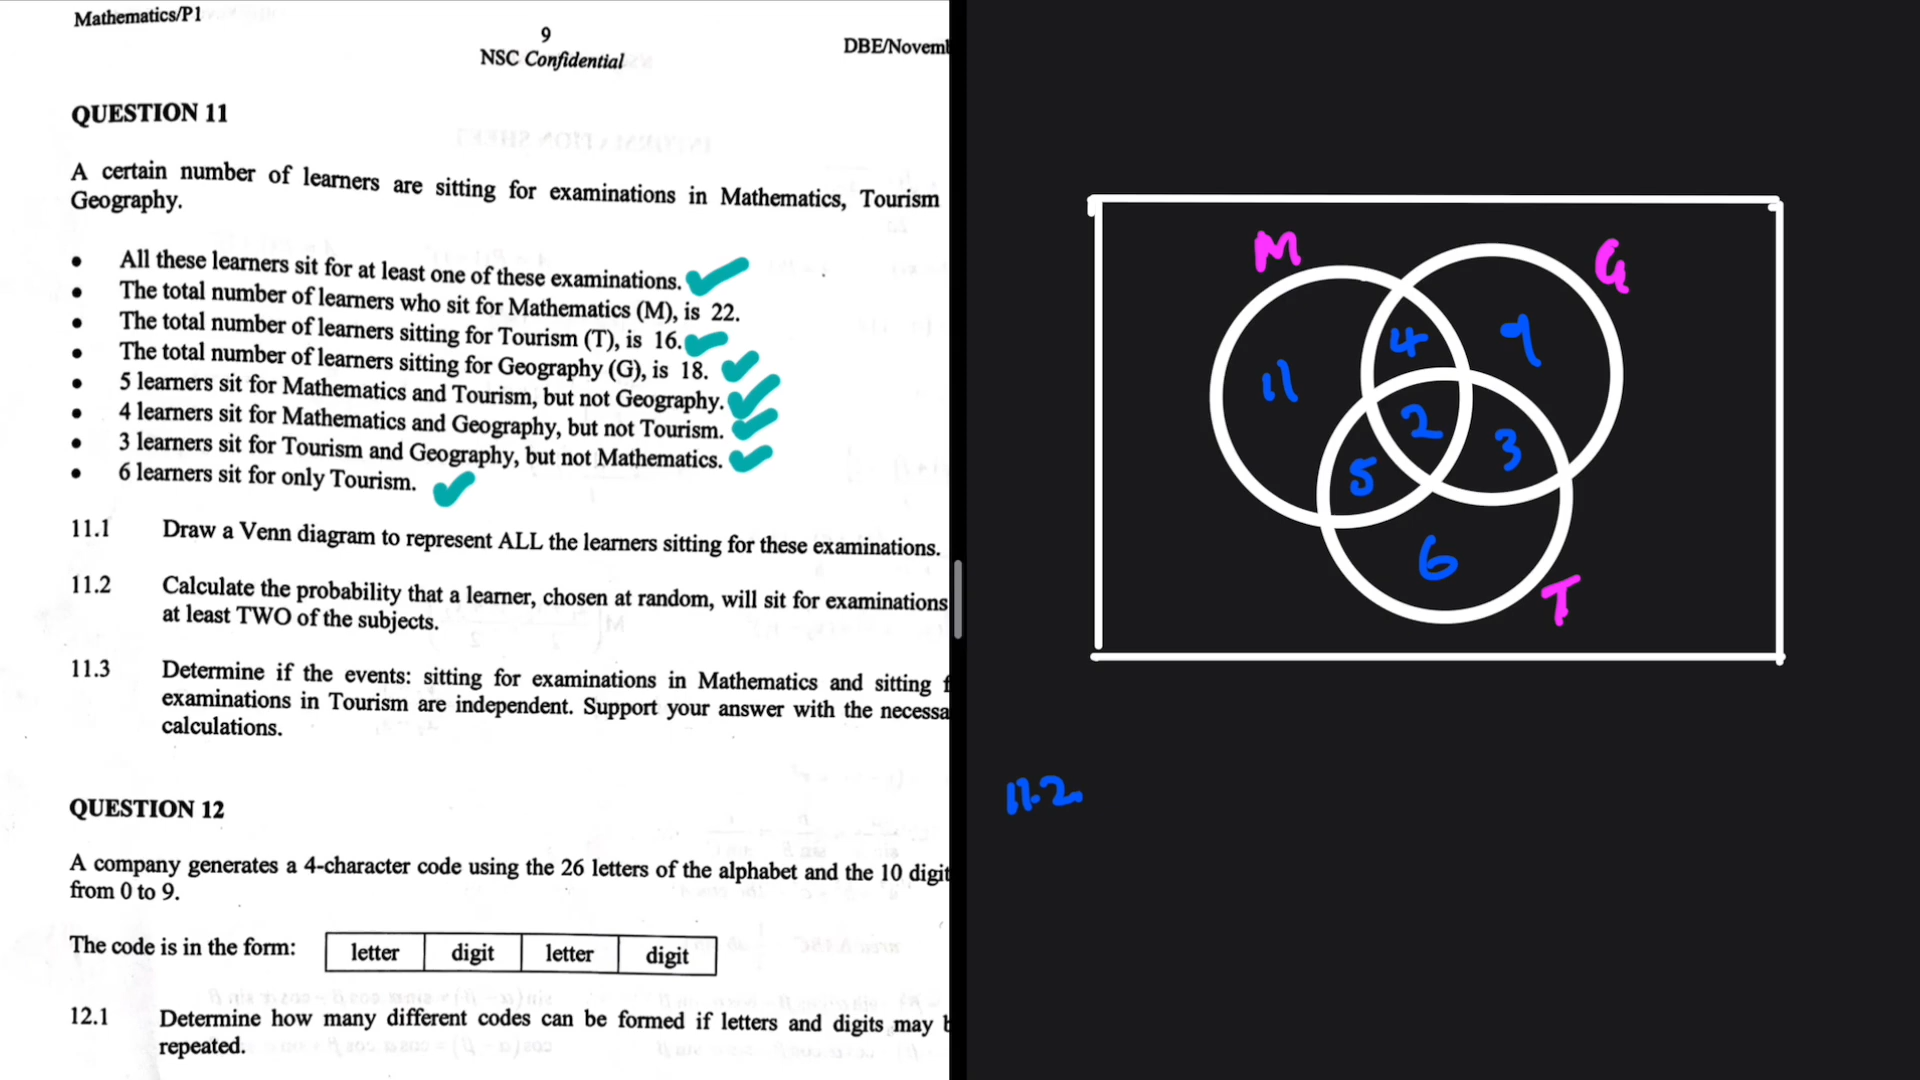 Mathematics/P1
9
NSC Confidential
DBE/Novemb
QUESTION 11
A certain number of learners are sitting for examinations in Mathematics, Tourism
Geography.
• All these learners sit for at least one of these examinations.
• The total number of learners who sit for Mathematics (M), is 22.
• The total number of learners sitting for Tourism (T), is 16.
• The total number of learners sitting for Geography (G), is 18.
• 5 learners sit for Mathematics and Tourism, but not Geography.
• 4 learners sit for Mathematics and Geography, but not Tourism.
• 3 learners sit for Tourism and Geography, but not Mathematics.
• 6 learners sit for only Tourism.
11.1 Draw a Venn diagram to represent ALL the learners sitting for these examinations.
11.2 Calculate the probability that a learner, chosen at random, will sit for examinations
at least TWO of the subjects.
11.3 Determine if the events: sitting for examinations in Mathematics and sitting f
examinations in Tourism are independent. Support your answer with the necessa
calculations.
QUESTION 12
A company generates a 4-character code using the 26 letters of the alphabet and the 10 digit
from 0 to 9.
The code is in the form: letter digit letter digit
12.1 Determine how many different codes can be formed if letters and digits may b
repeated.
M
G
4
9
11
2
3
5
6
T
11.2.